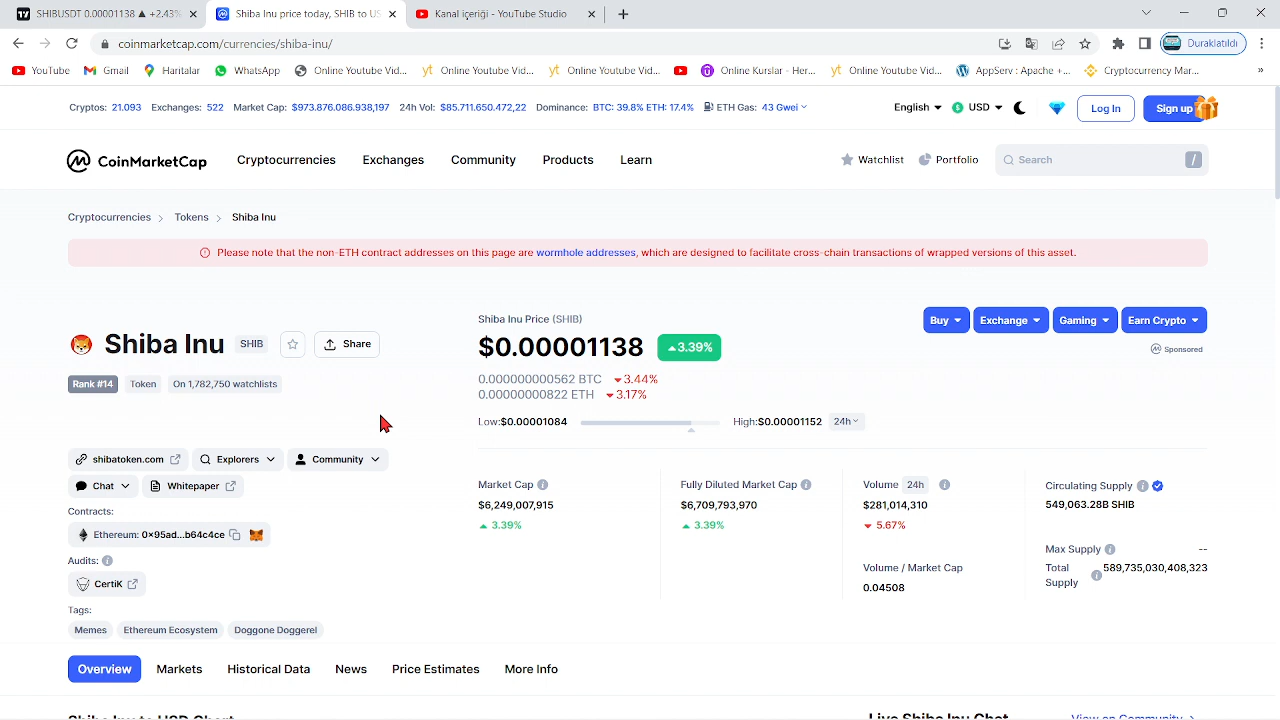 SHIBUSDT 0.00001138 ▲ +2.43%
Shiba Inu price today, SHIB to US
Kanal içeriği - YouTube Studio
coinmarketcap.com/currencies/shiba-inu/
Duraklatıldı
YouTube
Gmail
Haritalar
WhatsApp
Online Youtube Vid...
Online Youtube Vid...
Online Youtube Vid...
Online Kurslar - Her...
Online Youtube Vid...
AppServ : Apache +...
Cryptocurrency Mar...
»
Cryptos: 21.093 Exchanges: 522 Market Cap: $973.876.086.938,197 24h Vol: $85.711.650.472,22 Dominance: BTC: 39.8% ETH: 17.4% ETH Gas: 43 Gwei
English USD Log In Sign up
CoinMarketCap Cryptocurrencies Exchanges Community Products Learn Watchlist Portfolio Search /
Cryptocurrencies > Tokens > Shiba Inu
Please note that the non-ETH contract addresses on this page are wormhole addresses, which are designed to facilitate cross-chain transactions of wrapped versions of this asset.
Shiba Inu SHIB Share
Rank #14 Token On 1,782,750 watchlists
shibatoken.com Explorers Community
Chat Whitepaper
Contracts:
Ethereum: 0x95ad...b64c4ce
Audits:
CertiK
Tags:
Memes Ethereum Ecosystem Doggone Doggerel
Shiba Inu Price (SHIB)
$0.00001138 3.39%
0.000000000562 BTC 3.44%
0.00000000822 ETH 3.17%
Low:$0.00001084 High:$0.00001152 24h
Buy Exchange Gaming Earn Crypto
Sponsored
Market Cap
$6,249,007,915
3.39%
Fully Diluted Market Cap
$6,709,793,970
3.39%
Volume 24h
$281,014,310
5.67%
Volume / Market Cap
0.04508
Circulating Supply
549,063.28B SHIB
Max Supply --
Total Supply 589,735,030,408,323
Overview Markets Historical Data News Price Estimates More Info
Shiba Inu to USD Chart
Live Shiba Inu Chat View on Community >